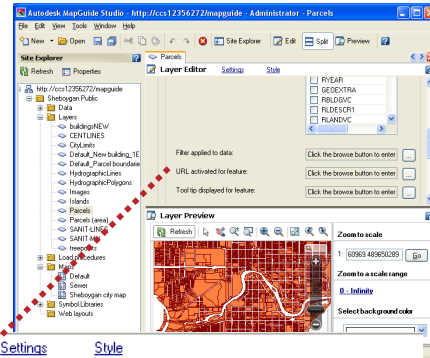 Autodesk MapGuide Studio - http://ccs12356272/mapguide - Administrator - Parcels
File Edit View Tools Window Help
New Open Site Explorer Edit Split Preview
Site Explorer
Parcels
Refresh Properties
Layer Editor Settings Style
http://ccs12356272/mapguide
Sheboygan Public
Data
Layers
buildingsNEW
CENTLINES
CityLimits
Default_New building_1E
Default_Parcel boundarie
HydrographicLines
HydrographicPolygons
Images
Islands
Parcels
Parcels (area)
SANIT-LINES
treepoints
Load procedures
Maps
Default
Sewer
Sheboygan city map
Symbol Libraries
Web layouts
RYEAR
GEOEXTRA
RBLDGVC
RLDESCR1
RLANDVC
Filter applied to data: Click the browse button to enter ...
URL activated for feature: Click the browse button to enter ...
Tool tip displayed for feature: Click the browse button to enter ...
Layer Preview
Refresh
Zoom to scale
1: 60969.489650289 Go
Zoom to a scale range
0 - Infinity
Select background color
Settings Style